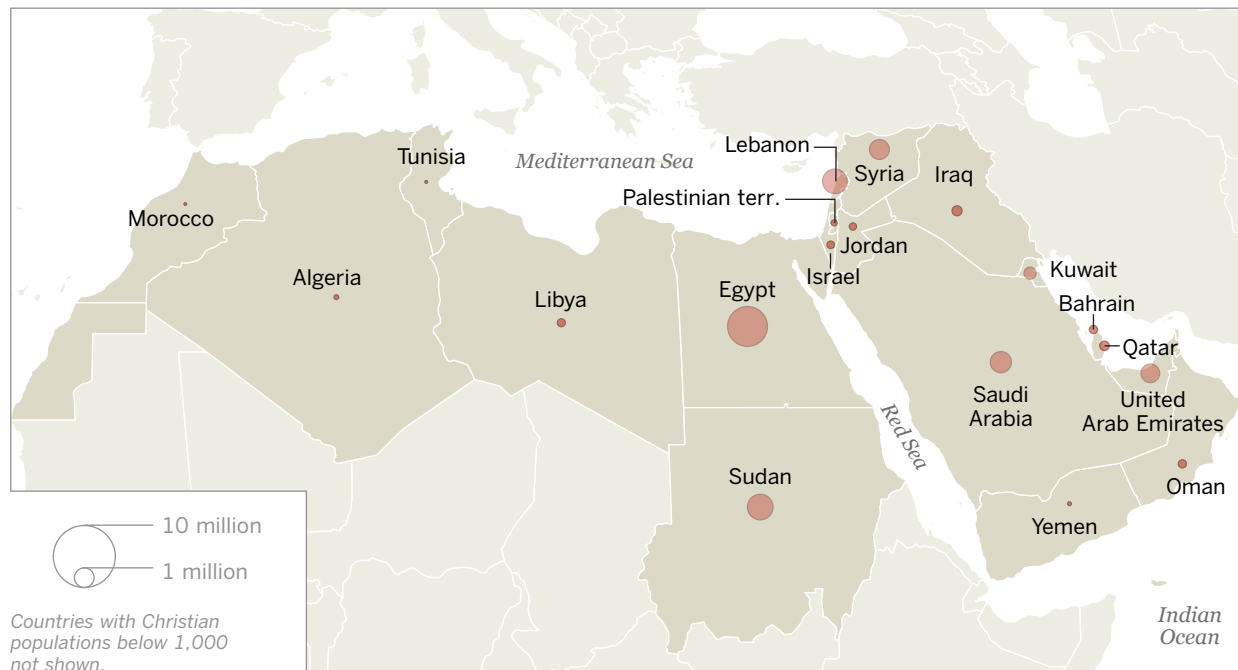 Lebanon
Tunisia
Mediterranean Sea
Syria
Iraq
Palestinian terr.
Morocco
Jordan
Israel
Kuwait
Algeria
Libya
Egypt
Bahrain
Qatar
Saudi
Arabia
United
Arab Emirates
Red Sea
Sudan
Oman
Yemen
10 million
1 million
Countries with Christian
populations below 1,000
not shown.
Indian
Ocean